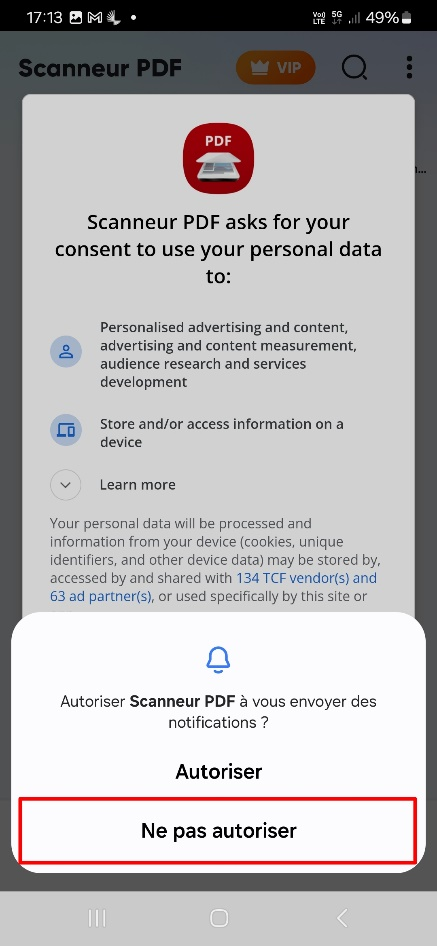 17:13 Vo)) LTE 5G 49%
Scanneur PDF VIP
PDF
Scanneur PDF asks for your
consent to use your personal data
to:
Personalised advertising and content,
advertising and content measurement,
audience research and services
development
Store and/or access information on a
device
Learn more
Your personal data will be processed and
information from your device (cookies, unique
identifiers, and other device data) may be stored by,
accessed by and shared with 134 TCF vendor(s) and
63 ad partner(s), or used specifically by this site or
Autoriser Scanneur PDF à vous envoyer des
notifications ?
Autoriser
Ne pas autoriser